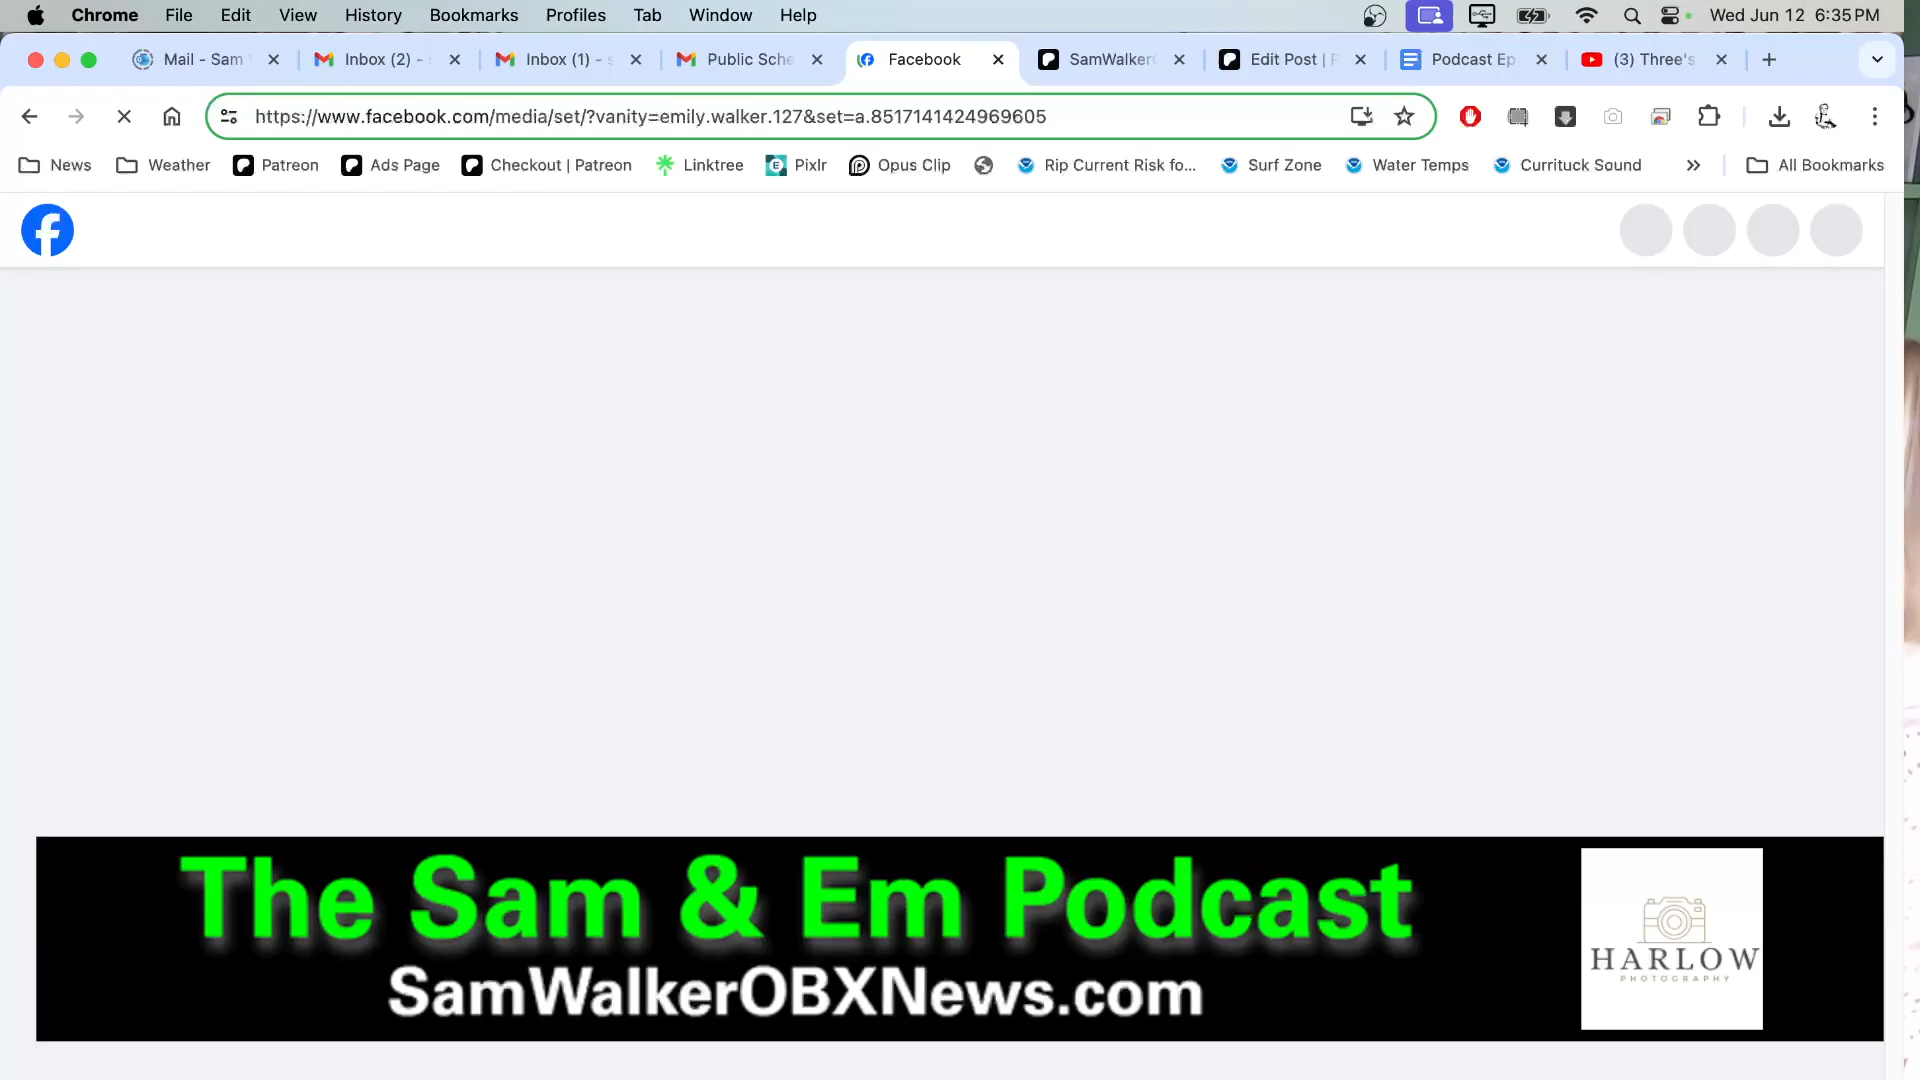 Chrome File Edit View History Bookmarks Profiles Tab Window Help Wed Jun 12 6:35 PM
Mail - Sam Inbox (2) - Inbox (1) - s Public Sche Facebook SamWalker Edit Post | Podcast Ep (3) Three's
https://www.facebook.com/media/set/?vanity=emily.walker.127&set=a.8517141424969605
News Weather Patreon Ads Page Checkout | Patreon Linktree Pixlr Opus Clip Rip Current Risk fo... Surf Zone Water Temps Currituck Sound » All Bookmarks
The Sam & Em Podcast
SamWalkerOBXNews.com
HARLOW
PHOTOGRAPHY